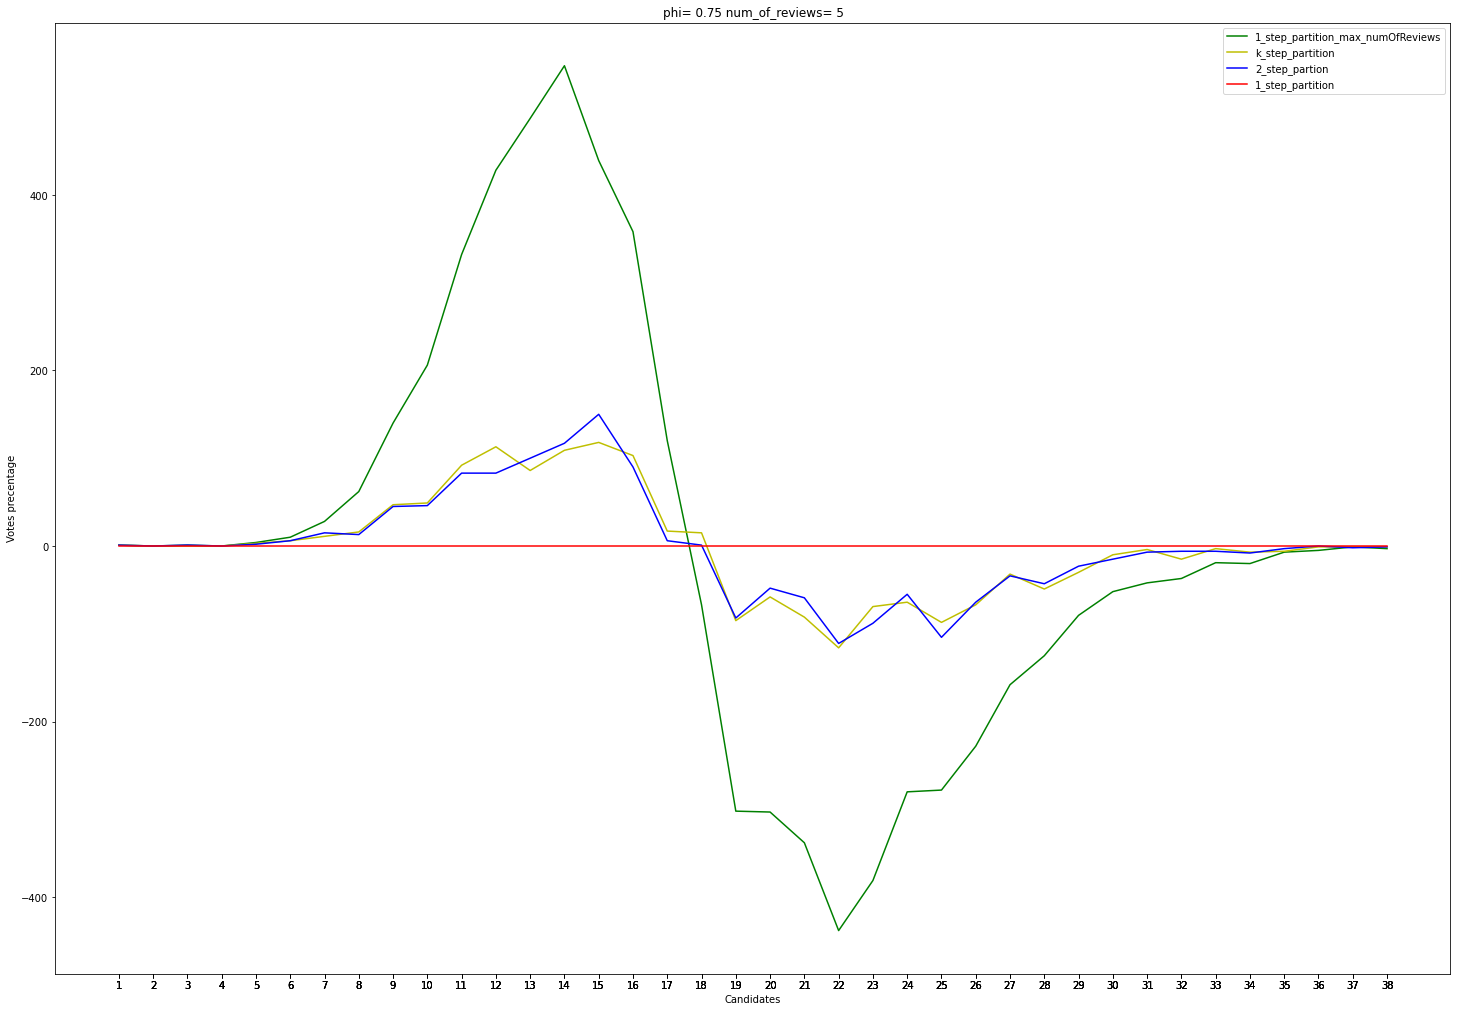 phi= 0.75 num_of_reviews= 5
1_step_partition_max_numOfReviews
k_step_partition
2_step_partion
1_step_partition
400
200
0
−200
−400
Votes precentage
1 2 3 4 5 6 7 8 9 10 11 12 13 14 15 16 17 18 19 20 21 22 23 24 25 26 27 28 29 30 31 32 33 34 35 36 37 38
Candidates